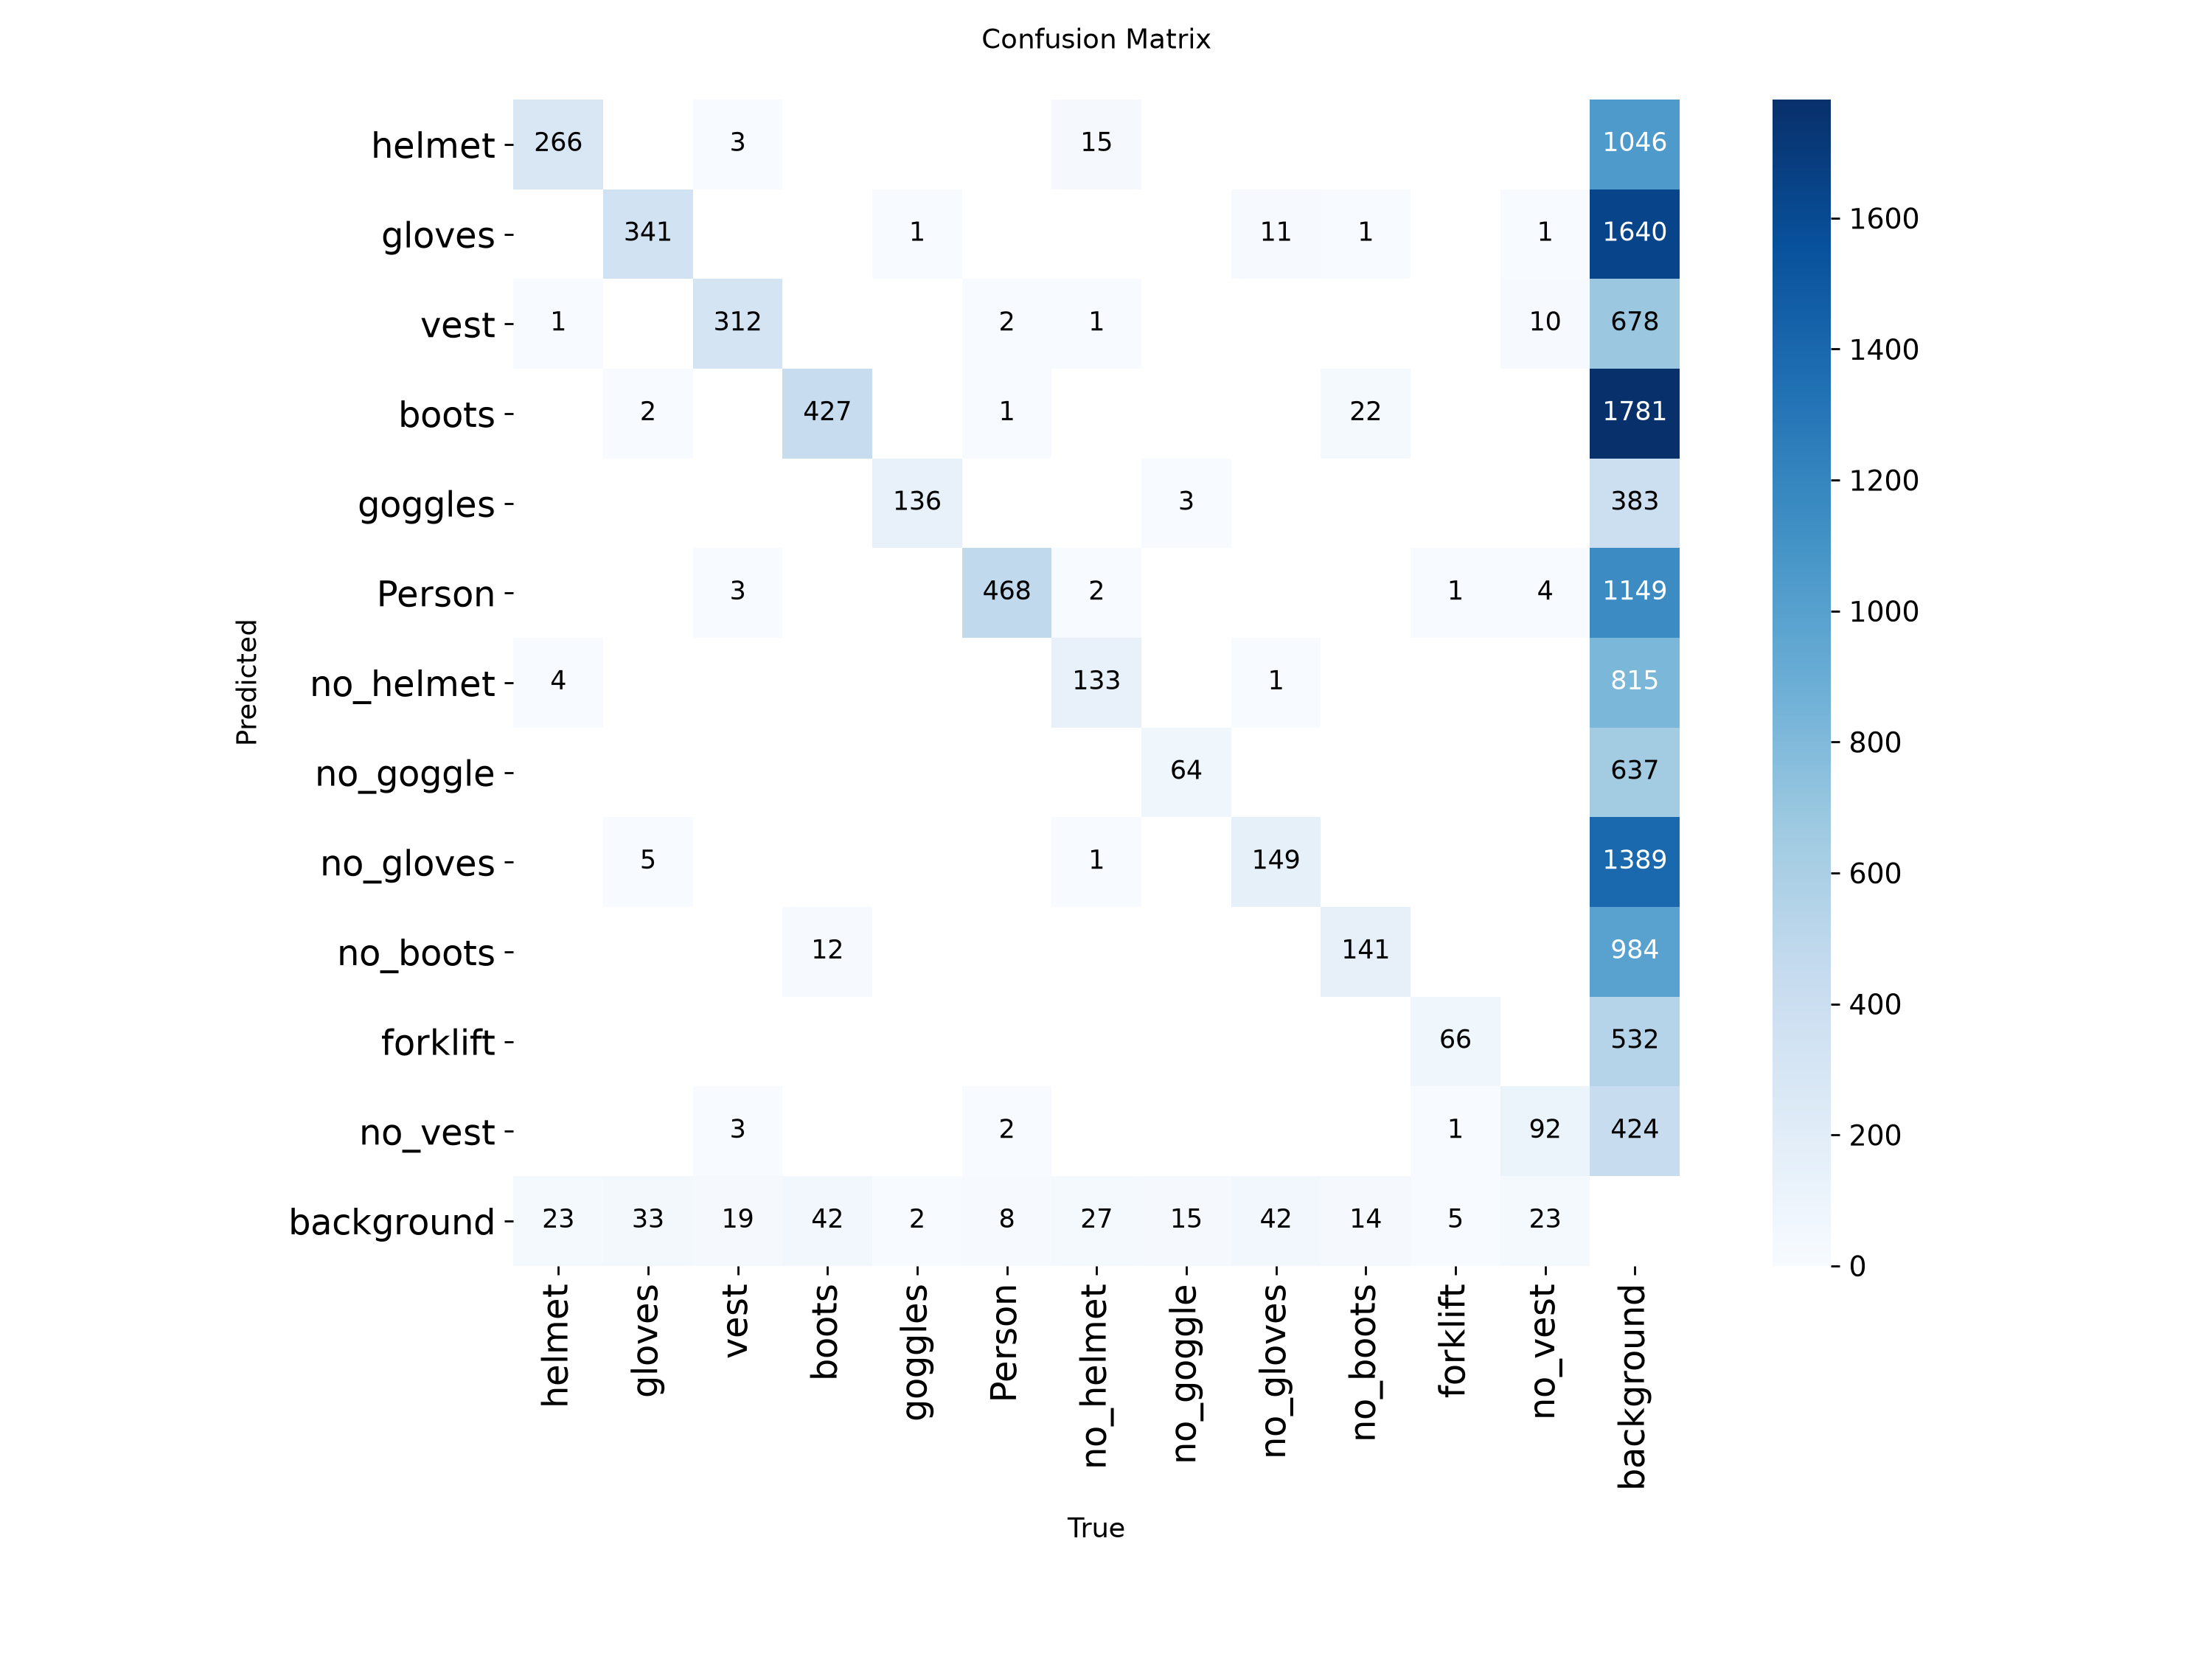 Confusion Matrix
helmet 266 3 15 1046
gloves 341 1 11 1 1 1640
vest 1 312 2 1 10 678
boots 2 427 1 22 1781
goggles 136 3 383
Person 3 468 2 1 4 1149
no_helmet 4 133 1 815
no_goggle 64 637
no_gloves 5 1 149 1389
no_boots 12 141 984
forklift 66 532
no_vest 3 2 1 92 424
background 23 33 19 42 2 8 27 15 42 14 5 23
helmet gloves vest boots goggles Person no_helmet no_goggle no_gloves no_boots forklift no_vest background
Predicted
True
1600
1400
1200
1000
800
600
400
200
0